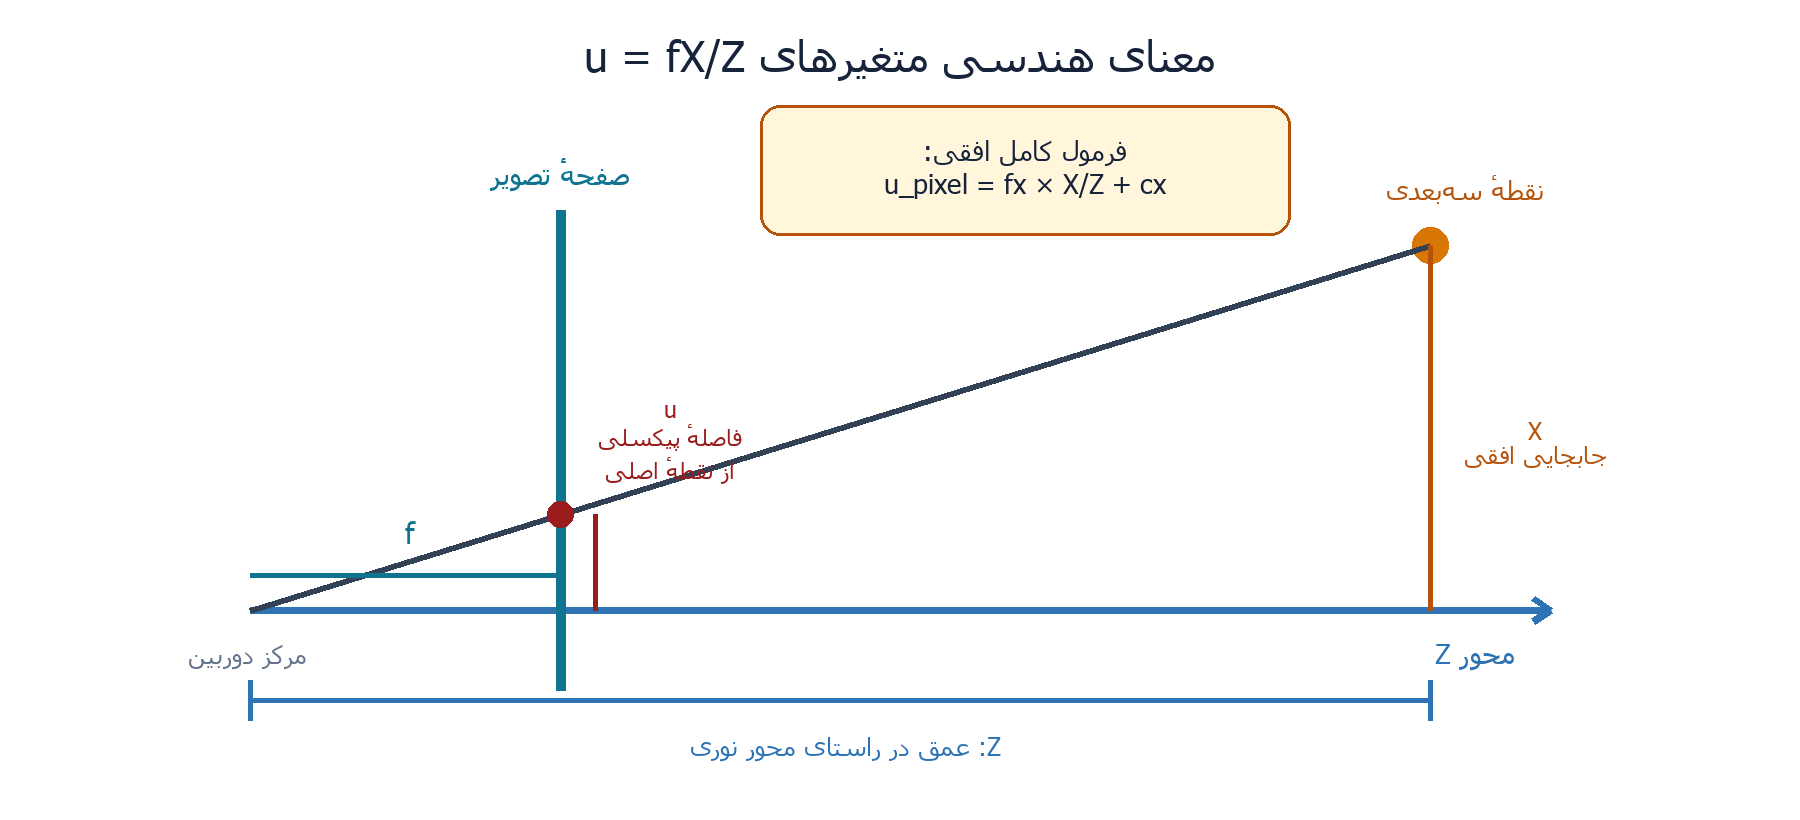 معنای هندسی متغیرهای u = fX/Z
فرمول کامل افقی:
u_pixel = fx × X/Z + cx
صفحهٔ تصویر
نقطهٔ سه‌بعدی
u
فاصلهٔ پیکسلی
از نقطهٔ اصلی
X
جابجایی افقی
f
مرکز دوربین
محور Z
Z: عمق در راستای محور نوری